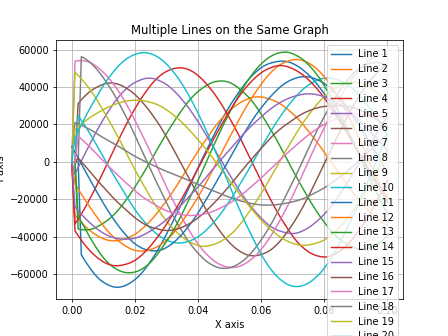 Multiple Lines on the Same Graph
60000
40000
20000
0
−20000
−40000
−60000
0.00
0.02
0.04
0.06
X axis
Line 1
Line 2
Line 3
Line 4
Line 5
Line 6
Line 7
Line 8
Line 9
Line 10
Line 11
Line 12
Line 13
Line 14
Line 15
Line 16
Line 17
Line 18
Line 19
Line 20